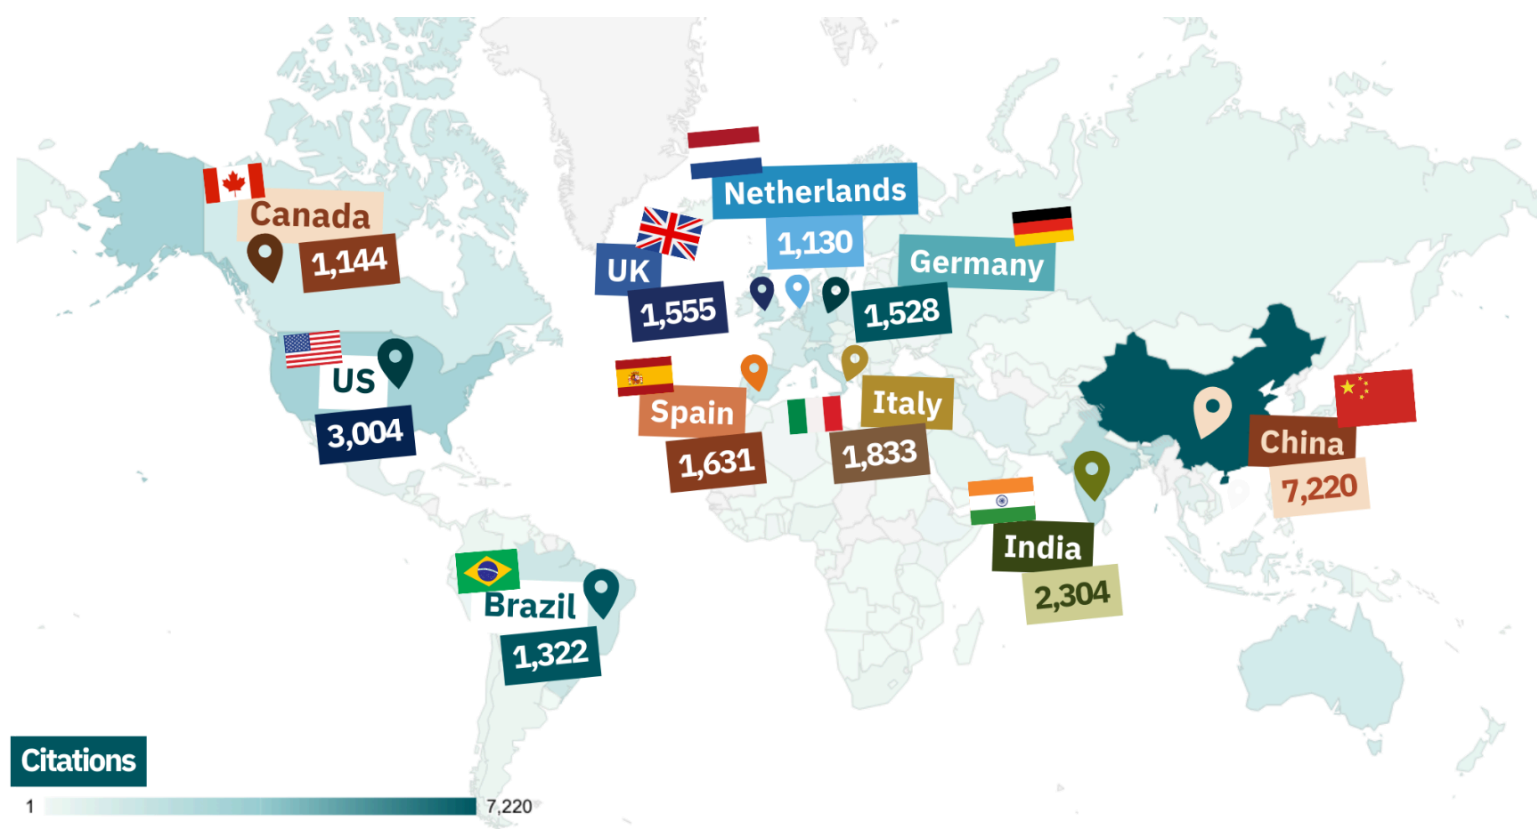 Netherlands
1,130
Canada
1,144
UK
1,555
Germany
1,528
US
3,004
Spain
1,631
Italy
1,833
China
7,220
India
2,304
Brazil
1,322
Citations
1
7,220